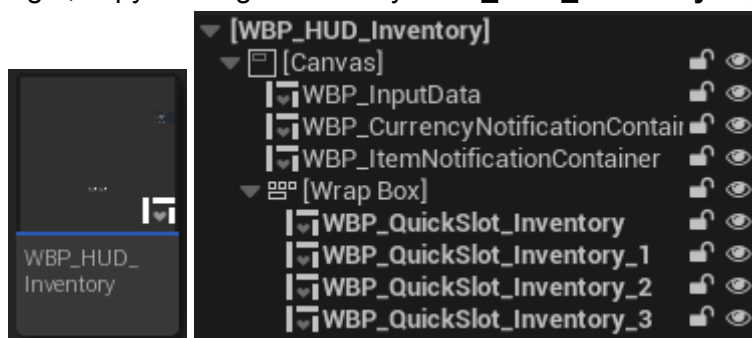 [WBP_HUD_Inventory]
[Canvas]
WBP_InputData
WBP_CurrencyNotificationContai
WBP_ItemNotificationContainer
[Wrap Box]
WBP_QuickSlot_Inventory
WBP_QuickSlot_Inventory_1
WBP_QuickSlot_Inventory_2
WBP_QuickSlot_Inventory_3
WBP_HUD_
Inventory